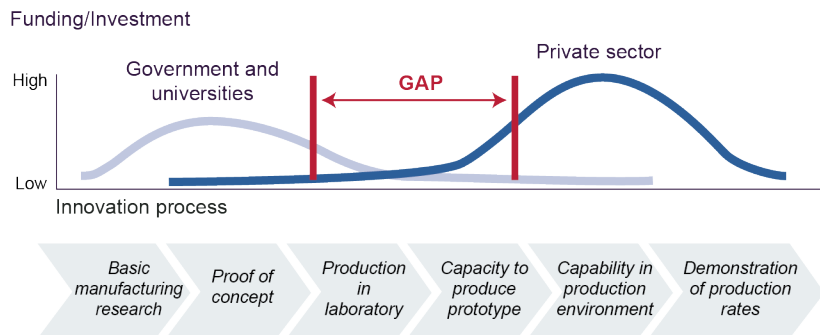 Funding/Investment
Private sector
Government and
universities
GAP
High
Low
Innovation process
Basic
manufacturing
research
Proof of
concept
Production
in
laboratory
Capacity to
produce
prototype
Capability in
production
environment
Demonstration
of production
rates